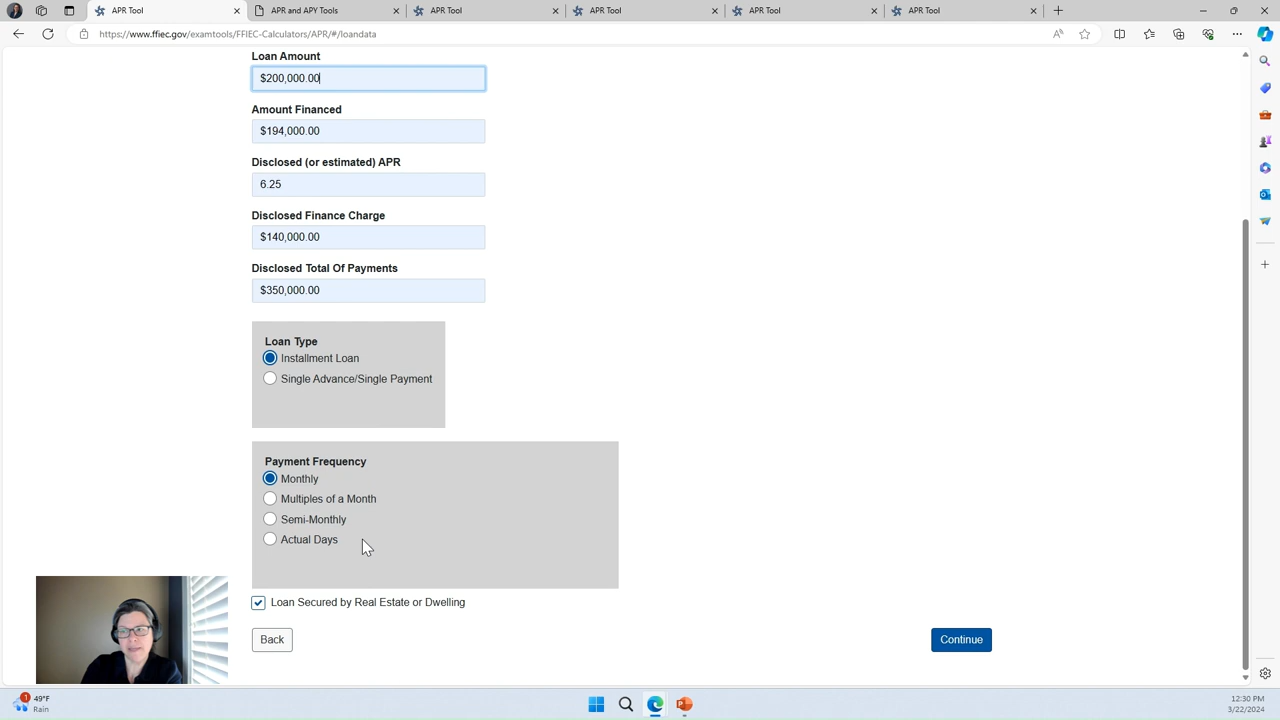 APR Tool
APR and APY Tools
APR Tool
APR Tool
APR Tool
APR Tool
https://www.ffiec.gov/examtools/FFIEC-Calculators/APR/#/loandata
Loan Amount
$200,000.00
Amount Financed
$194,000.00
Disclosed (or estimated) APR
6.25
Disclosed Finance Charge
$140,000.00
Disclosed Total Of Payments
$350,000.00
Loan Type
Installment Loan
Single Advance/Single Payment
Payment Frequency
Monthly
Multiples of a Month
Semi-Monthly
Actual Days
Loan Secured by Real Estate or Dwelling
Back
Continue
1
49°F
Rain
12:30 PM
3/22/2024